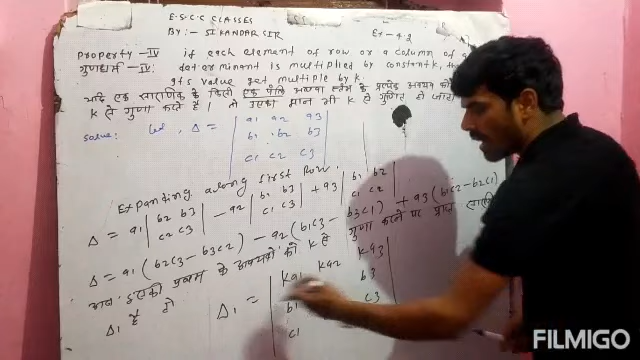 E.S.C.C CLASSES
BY:- SIKANDAR SIR Ex-4.2
Property-IV if each element of row or a column of a
गुणधर्म-IV: determinant is multiplied by constant k, th
its value get multiple by k.
यदि एक सारणिक के किसी एक पंक्ति अथवा स्तंभ के प्रत्येक अवयव को
K से गुणा करते हैं। तो उसका मान भी K से गुणित हो जाता
solve: Let, Δ = | a1 a2 a3 |
| b1 b2 b3 |
| c1 c2 c3 |
Expanding along first Row.
Δ = a1 | b2 b3 | - a2 | b1 b3 | + a3 | b1 b2 |
| c2 c3 | | c1 c3 | | c1 c2 |
Δ = a1 (b2c3 - b3c2) - a2 (b1c3 - b3c1) + a3 (b1c2 - b2c1)
अब इसकी प्रथम के अवयवों को K से गुणा करने पर प्राप्त
Δ1 है तो Δ1 = | ka1 ka2 ka3 |
b1 b3
c1 c3
FILMIGO